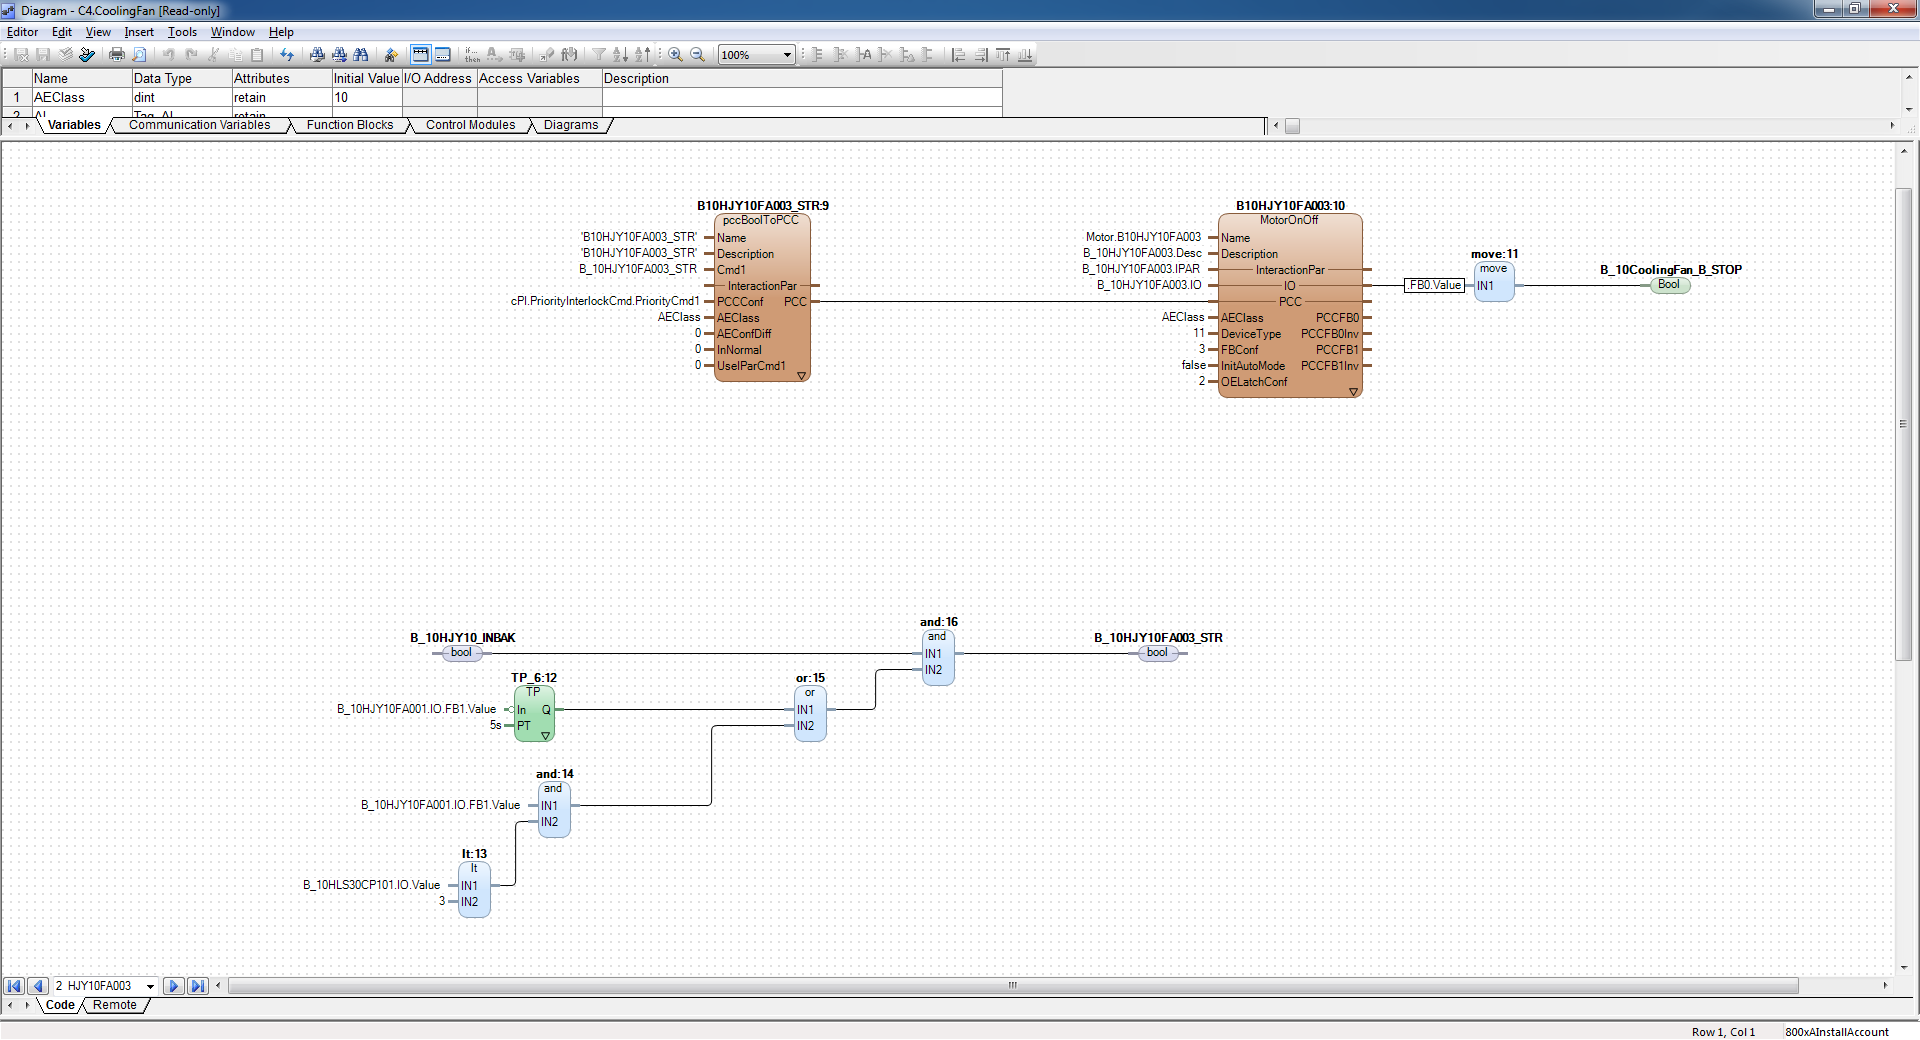 Diagram - C4.CoolingFan [Read-only]
Editor Edit View Insert Tools Window Help
100%
Name Data Type Attributes Initial Value I/O Address Access Variables Description
1 AEClass dint retain 10
Variables Communication Variables Function Blocks Control Modules Diagrams
B10HJY10FA003_STR:9
pccBoolToPCC
'B10HJY10FA003_STR' Name
'B10HJY10FA003_STR' Description
B_10HJY10FA003_STR Cmd1
InteractionPar
cPI.PriorityInterlockCmd.PriorityCmd1 PCCConf PCC
AEClass AEClass
0 AEConfDiff
0 InNormal
0 UseIParCmd1
B10HJY10FA003:10
MotorOnOff
Motor.B10HJY10FA003 Name
B_10HJY10FA003.Desc Description
B_10HJY10FA003.IPAR InteractionPar
B_10HJY10FA003.IO IO
PCC
AEClass AEClass PCCFB0
11 DeviceType PCCFB0Inv
3 FBConf PCCFB1
false InitAutoMode PCCFB1Inv
2 OELatchConf
move:11
move
.FB0.Value IN1
B_10CoolingFan_B_STOP
Bool
B_10HJY10_INBAK
bool
and:16
and
IN1
IN2
B_10HJY10FA003_STR
bool
TP_6:12
TP
B_10HJY10FA001.IO.FB1.Value In Q
5s PT
or:15
or
IN1
IN2
and:14
and
B_10HJY10FA001.IO.FB1.Value IN1
IN2
lt:13
lt
B_10HLS30CP101.IO.Value IN1
3 IN2
2 HJY10FA003
Code Remote
Row 1, Col 1 800xAInstallAccount